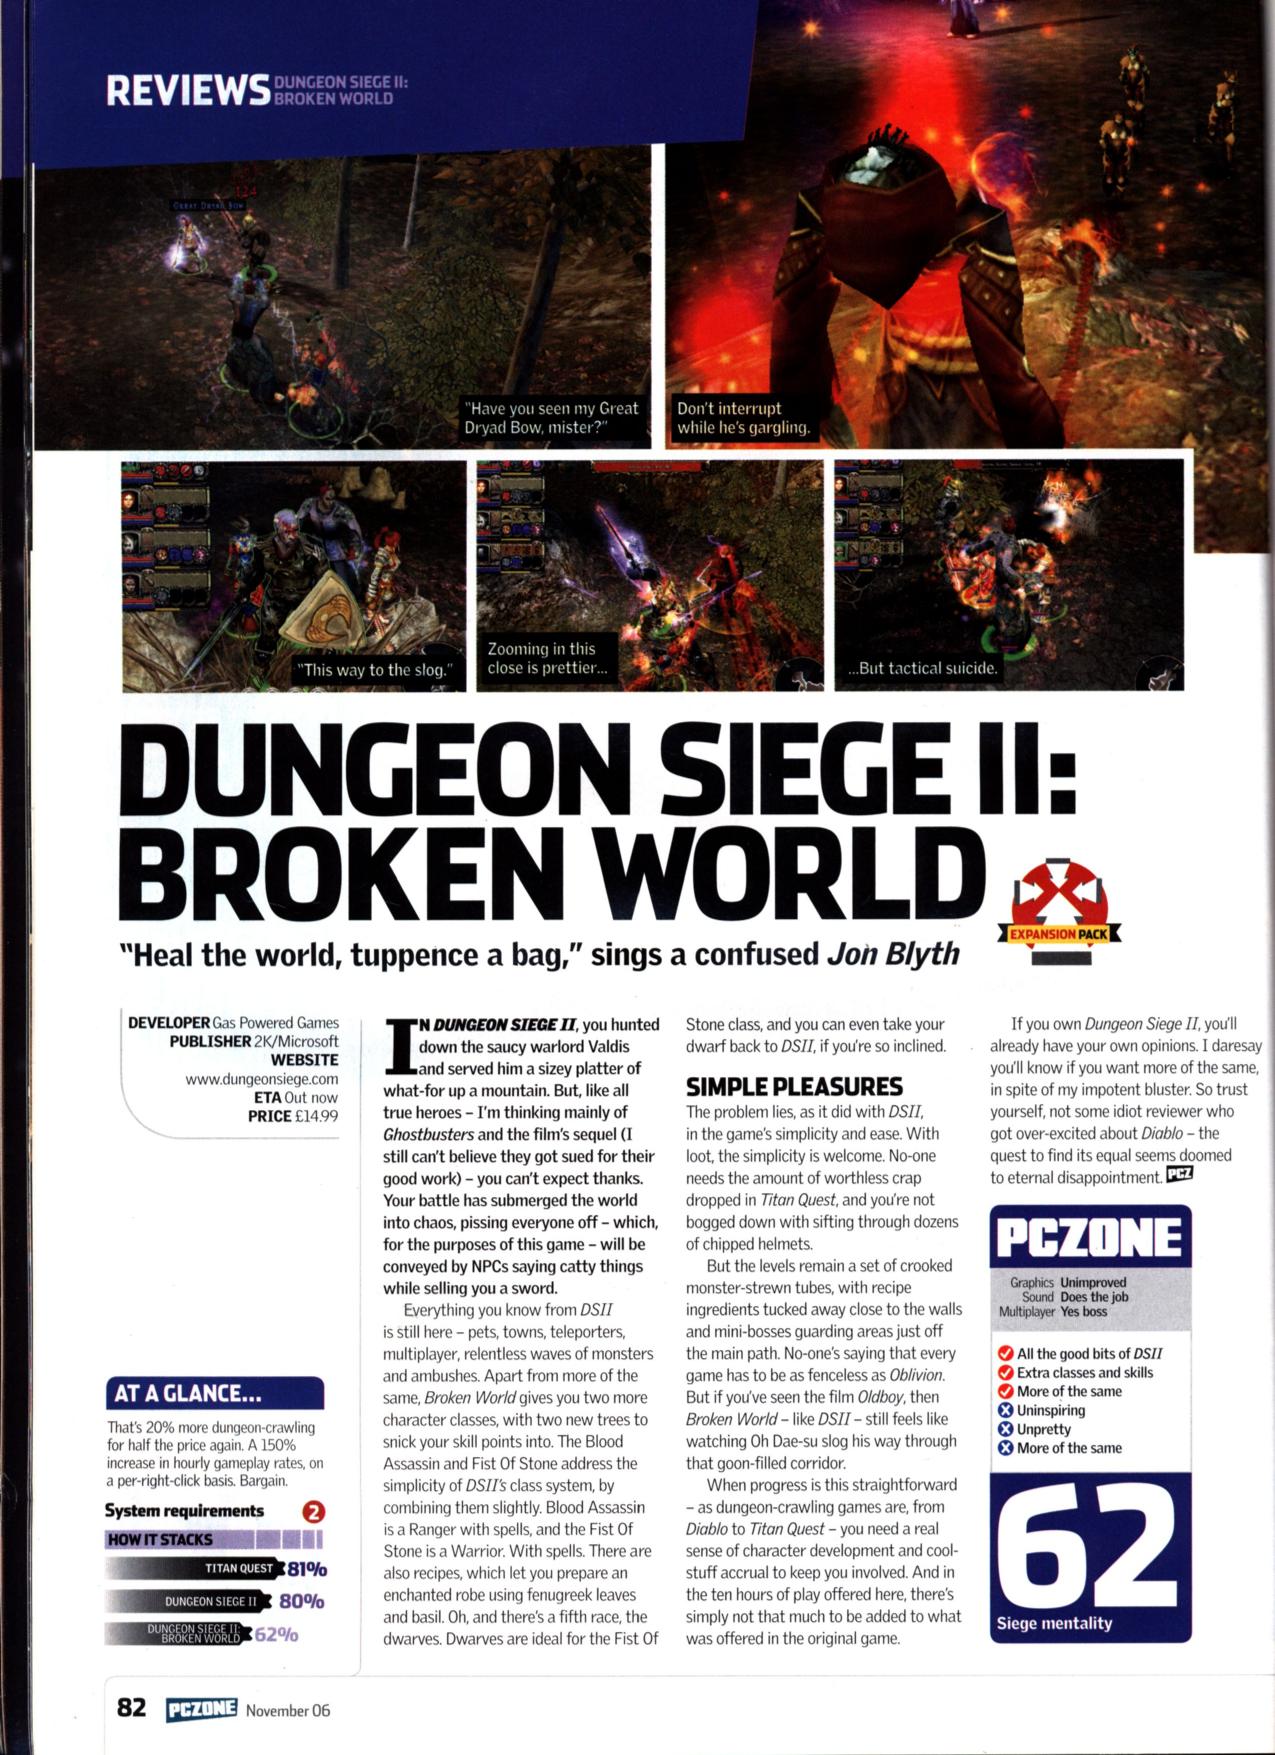 REVIEWS DUNGEON SIEGE II:
BROKEN WORLD
124
GREAT DRYAD BOW
"Have you seen my Great
Dryad Bow, mister?"
Don't interrupt
while he's gargling.
"This way to the slog."
Zooming in this
close is prettier...
...But tactical suicide.
DUNGEON SIEGE II:
BROKEN WORLD
EXPANSION PACK
"Heal the world, tuppence a bag," sings a confused Jon Blyth
DEVELOPER Gas Powered Games
PUBLISHER 2K/Microsoft
WEBSITE
www.dungeonsiege.com
ETA Out now
PRICE £14.99
AT A GLANCE...
That's 20% more dungeon-crawling
for half the price again. A 150%
increase in hourly gameplay rates, on
a per-right-click basis. Bargain.
System requirements 2
HOW IT STACKS
TITAN QUEST 81%
DUNGEON SIEGE II 80%
DUNGEON SIEGE II:
BROKEN WORLD 62%
IN DUNGEON SIEGE II, you hunted
down the saucy warlord Valdis
and served him a sizey platter of
what-for up a mountain. But, like all
true heroes – I'm thinking mainly of
Ghostbusters and the film's sequel (I
still can't believe they got sued for their
good work) – you can't expect thanks.
Your battle has submerged the world
into chaos, pissing everyone off – which,
for the purposes of this game – will be
conveyed by NPCs saying catty things
while selling you a sword.
Everything you know from DSII
is still here – pets, towns, teleporters,
multiplayer, relentless waves of monsters
and ambushes. Apart from more of the
same, Broken World gives you two more
character classes, with two new trees to
snick your skill points into. The Blood
Assassin and Fist Of Stone address the
simplicity of DSII's class system, by
combining them slightly. Blood Assassin
is a Ranger with spells, and the Fist Of
Stone is a Warrior. With spells. There are
also recipes, which let you prepare an
enchanted robe using fenugreek leaves
and basil. Oh, and there's a fifth race, the
dwarves. Dwarves are ideal for the Fist Of
Stone class, and you can even take your
dwarf back to DSII, if you're so inclined.
SIMPLE PLEASURES
The problem lies, as it did with DSII,
in the game's simplicity and ease. With
loot, the simplicity is welcome. No-one
needs the amount of worthless crap
dropped in Titan Quest, and you're not
bogged down with sifting through dozens
of chipped helmets.
But the levels remain a set of crooked
monster-strewn tubes, with recipe
ingredients tucked away close to the walls
and mini-bosses guarding areas just off
the main path. No-one's saying that every
game has to be as fenceless as Oblivion.
But if you've seen the film Oldboy, then
Broken World – like DSII – still feels like
watching Oh Dae-su slog his way through
that goon-filled corridor.
When progress is this straightforward
– as dungeon-crawling games are, from
Diablo to Titan Quest – you need a real
sense of character development and cool-
stuff accrual to keep you involved. And in
the ten hours of play offered here, there's
simply not that much to be added to what
was offered in the original game.
If you own Dungeon Siege II, you'll
already have your own opinions. I daresay
you'll know if you want more of the same,
in spite of my impotent bluster. So trust
yourself, not some idiot reviewer who
got over-excited about Diablo – the
quest to find its equal seems doomed
to eternal disappointment. PCZ
PCZONE
Graphics Unimproved
Sound Does the job
Multiplayer Yes boss
All the good bits of DSII
Extra classes and skills
More of the same
Uninspiring
Unpretty
More of the same
62
Siege mentality
82 PCZONE November 06